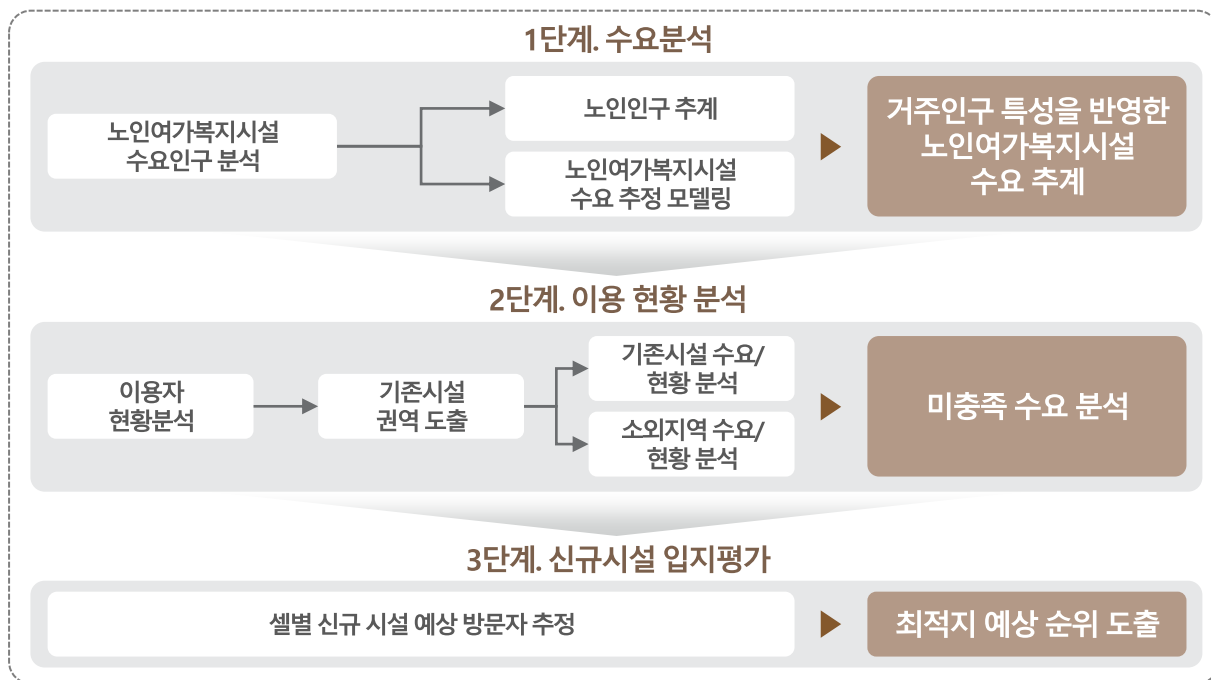 1단계. 수요분석
노인여가복지시설
수요인구 분석
노인인구 추계
노인여가복지시설
수요 추정 모델링
거주인구 특성을 반영한
노인여가복지시설
수요 추계
2단계. 이용 현황 분석
이용자
현황분석
기존시설
권역 도출
기존시설 수요/
현황 분석
소외지역 수요/
현황 분석
미충족 수요 분석
3단계. 신규시설 입지평가
셀별 신규 시설 예상 방문자 추정
최적지 예상 순위 도출